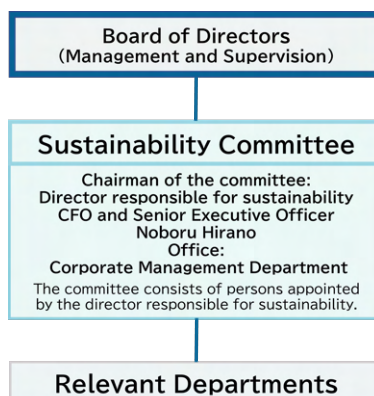 Board of Directors
(Management and Supervision)
Sustainability Committee
Chairman of the committee:
Director responsible for sustainability
CFO and Senior Executive Officer
Noboru Hirano
Office:
Corporate Management Department
The committee consists of persons appointed
by the director responsible for sustainability.
Relevant Departments